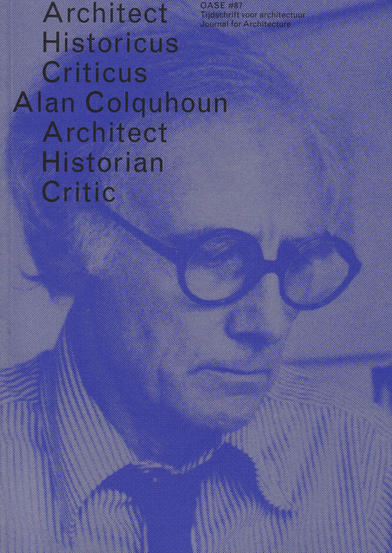 Architect
Historicus
Criticus
Alan Colquhoun
Architect
Historian
Critic
OASE #87
Tijdschrift voor architectuur
Journal for Architecture